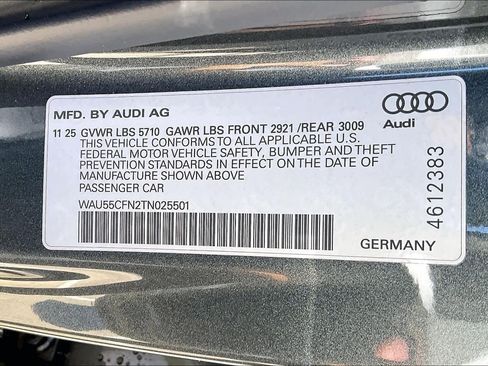 MFD. BY AUDI AG
11 25 GVWR LBS 5710 GAWR LBS FRONT 2921 /REAR 3009
THIS VEHICLE CONFORMS TO ALL APPLICABLE U.S.
FEDERAL MOTOR VEHICLE SAFETY, BUMPER AND THEFT
PREVENTION STANDARDS IN EFFECT ON THE DATE OF
MANUFACTURE SHOWN ABOVE
PASSENGER CAR
WAU55CFN2TN025501
Audi
4612383
GERMANY